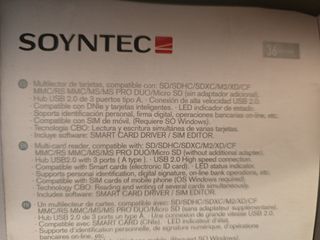 SOYNTEC
36
Multilector de tarjetas, compatible con: SD/SDHC/SDXC/M2/XD/CF
MMC/RS MMC/MS/MS PRO DUO/Micro SD (sin adaptador adicional).
· Hub USB 2.0 de 3 puertos tipo A. · Conexión de alta velocidad USB 2.0.
· Compatible con DNIe y tarjetas inteligentes. · LED indicador de estado.
· Soporta identificación personal, firma digital, operaciones bancarias on-line, etc.
· Compatible con SIM de móvil. (Requiere SO Windows).
· Tecnología CBO: Lectura y escritura simultánea de varias tarjetas.
· Incluye software: SMART CARD DRIVER / SIM EDITOR.
Multi-card reader, compatible with: SD/SDHC/SDXC/M2/XD/CF
MMC/RS MMC/MS/MS PRO DUO/Micro SD (without additional adapter).
· Hub USB2.0 with 3 ports ( A type ). · USB 2.0 High speed connection.
· Compatible with Smart cards (electronic ID card). · LED status indicator.
· Supports personal identification, digital signature, on-line bank operations, etc.
· Compatible with SIM cards of mobile phone (OS Windows required).
· Technology CBO: Reading and writing of several cards simultaneously.
· Includes software: SMART CARD DRIVER / SIM EDITOR.
Un multilecteur de cartes, compatible avec: SD/SDHC/SDXC/M2/XD/CF
MMC/RS MMC/MS/MS PRO DUO/Micro SD (sans adaptateur supplémentaire).
· Hub USB 2.0 de 3 ports de type A. · Une connexion de grande vitesse USB 2.0.
· Compatible avec SMART CARD (CNIe). · LED indicateur d'état.
· Supporte d'identification personnelle, de signature numérique, d'opérations
bancaires on-line, etc.
(Requiert SO Windows)